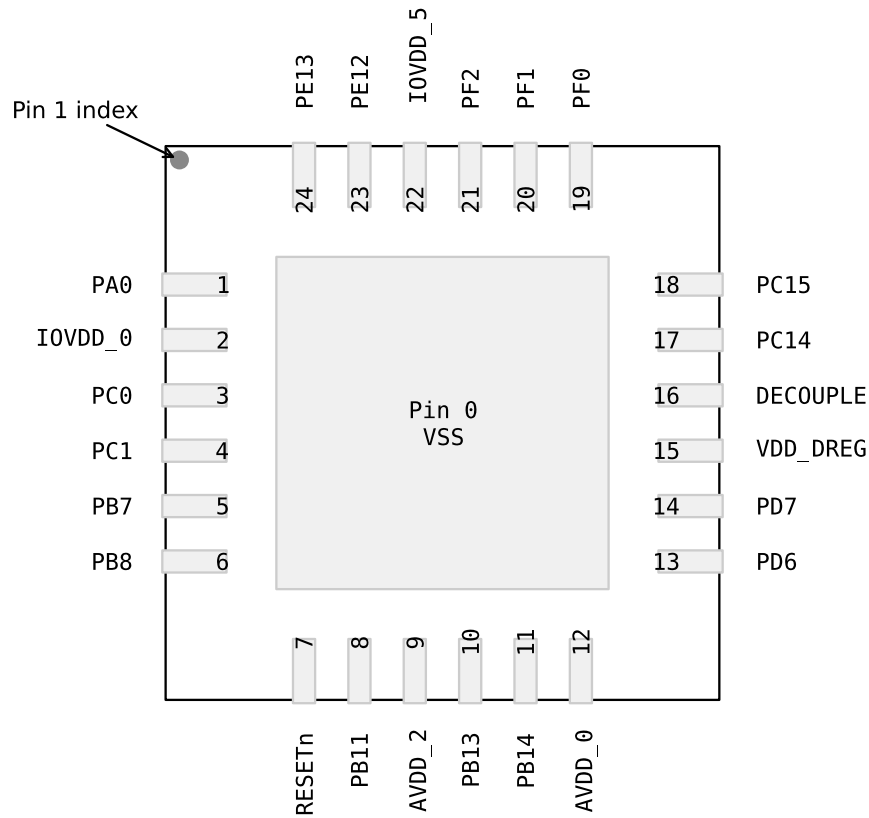 PE13 PE12 IOVDD_5 PF2 PF1 PF0
Pin 1 index
24 23 22 21 20 19
PA0 1 18 PC15
IOVDD_0 2 17 PC14
PC0 3 16 DECOUPLE
Pin 0
VSS
PC1 4 15 VDD_DREG
PB7 5 14 PD7
PB8 6 13 PD6
7 8 9 10 11 12
RESETn PB11 AVDD_2 PB13 PB14 AVDD_0